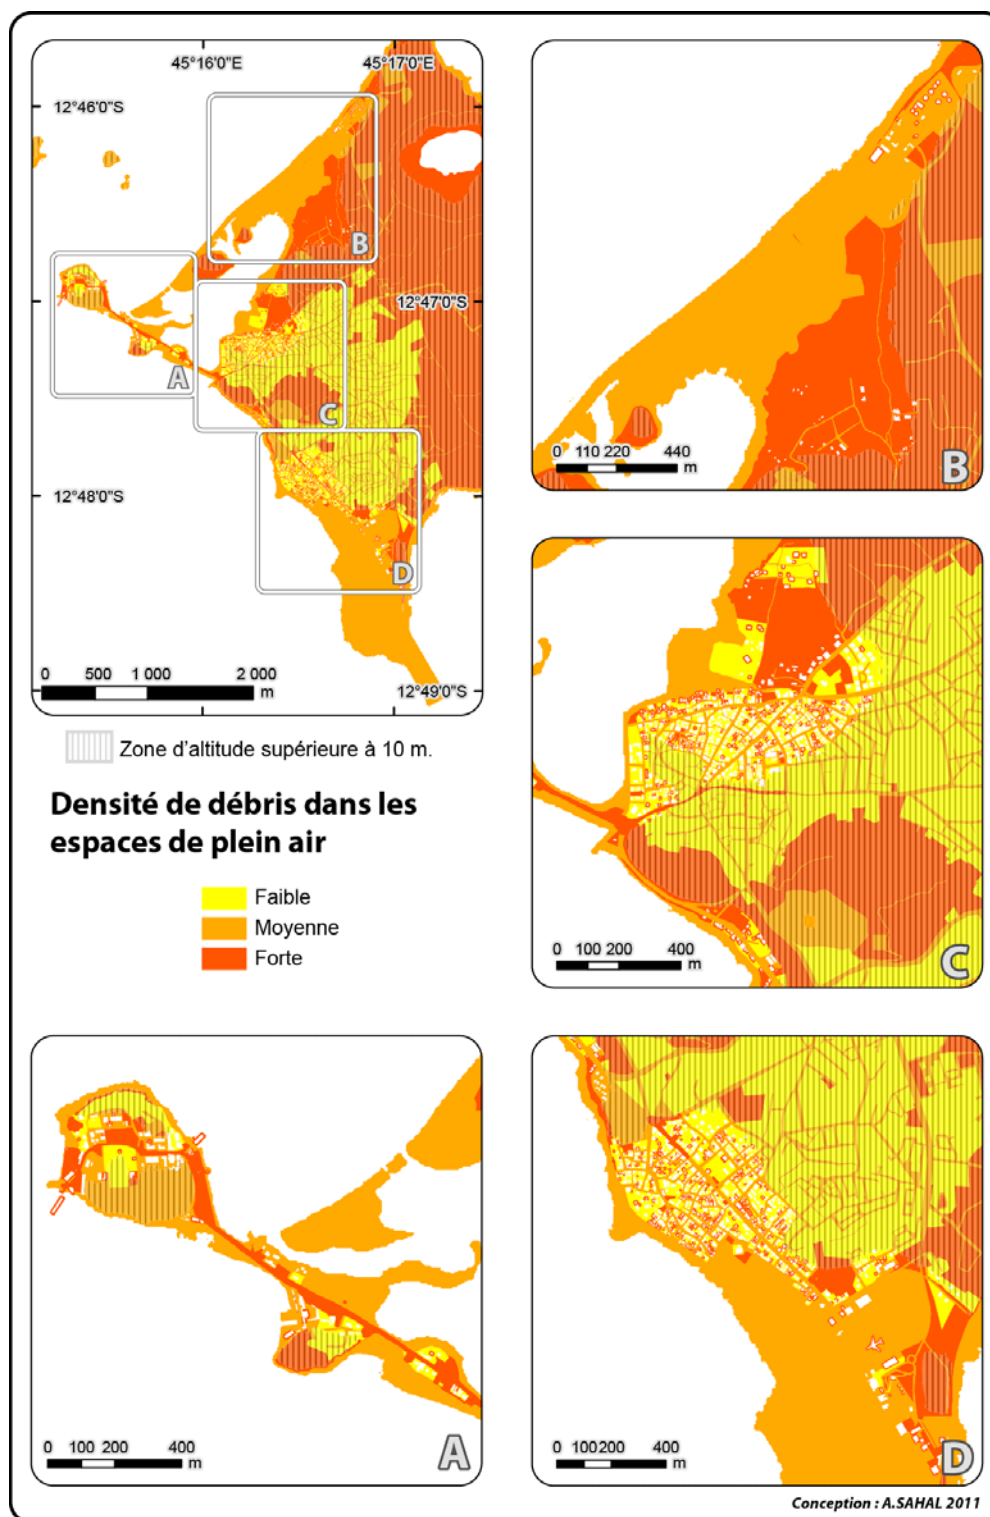 45°16'0"E 45°17'0"E
12°46'0"S
B
12°47'0"S
A
C
12°48'0"S
D
0 500 1 000 2 000
m
12°49'0"S
Zone d'altitude supérieure à 10 m.
Densité de débris dans les
espaces de plein air
Faible
Moyenne
Forte
0 110 220 440
m
B
0 100 200 400
m
C
0 100 200 400
m
A
0 100 200 400
m
D
Conception : A.SAHAL 2011